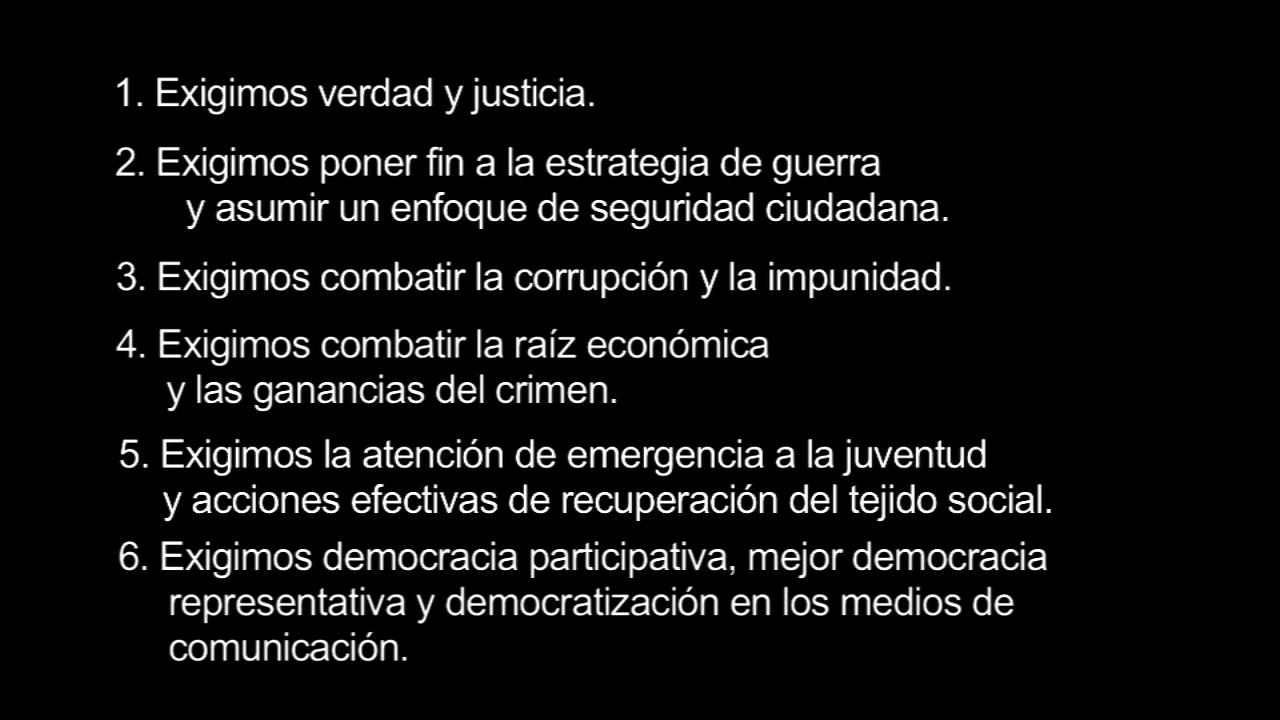 1. Exigimos verdad y justicia.
2. Exigimos poner fin a la estrategia de guerra
y asumir un enfoque de seguridad ciudadana.
3. Exigimos combatir la corrupción y la impunidad.
4. Exigimos combatir la raíz económica
y las ganancias del crimen.
5. Exigimos la atención de emergencia a la juventud
y acciones efectivas de recuperación del tejido social.
6. Exigimos democracia participativa, mejor democracia
representativa y democratización en los medios de
comunicación.